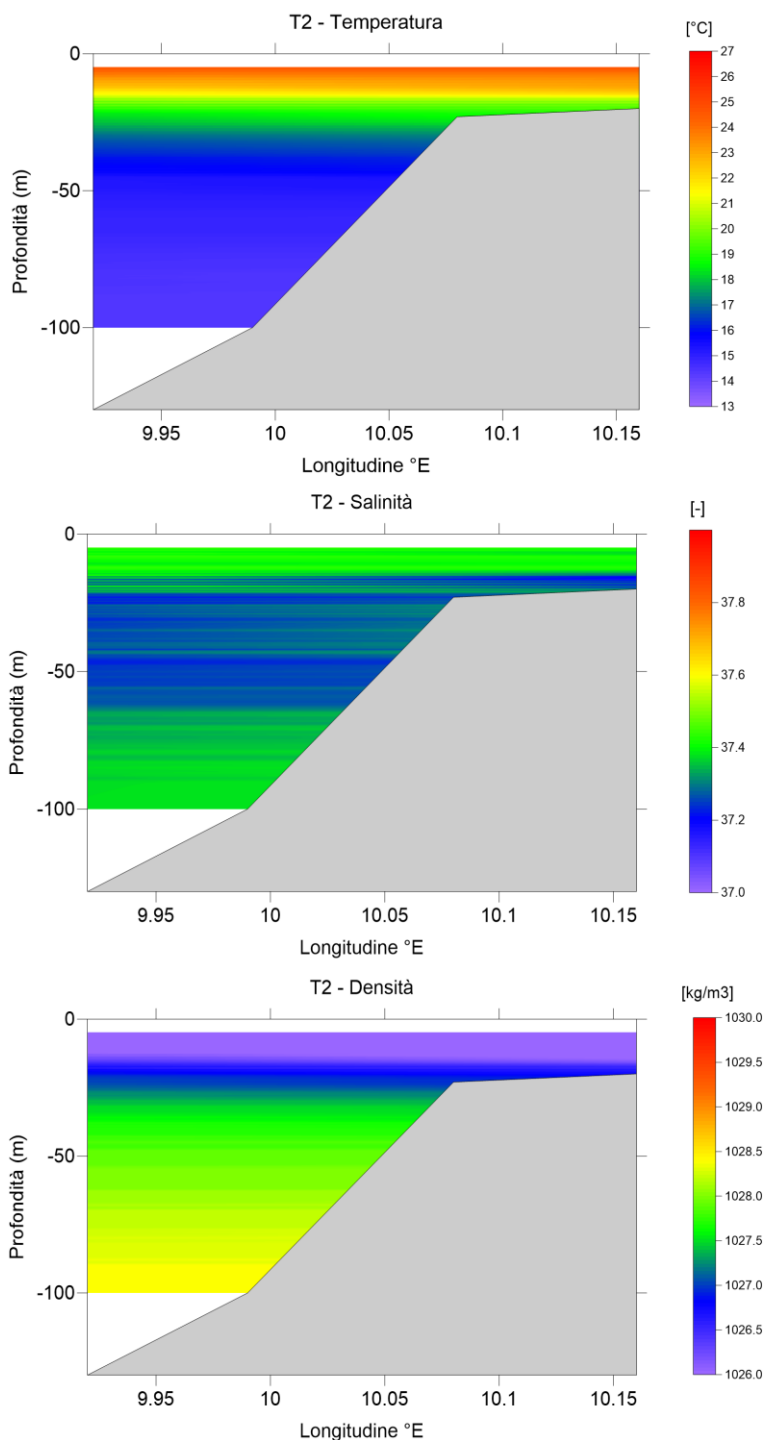 T2 - Temperatura
[°C]
0
-50
-100
Profondità (m)
9.95 10 10.05 10.1 10.15
Longitudine °E
27
26
25
24
23
22
21
20
19
18
17
16
15
14
13
T2 - Salinità
[-]
0
-50
-100
Profondità (m)
9.95 10 10.05 10.1 10.15
Longitudine °E
37.8
37.6
37.4
37.2
37.0
T2 - Densità
[kg/m3]
0
-50
-100
Profondità (m)
9.95 10 10.05 10.1 10.15
Longitudine °E
1030.0
1029.5
1029.0
1028.5
1028.0
1027.5
1027.0
1026.5
1026.0